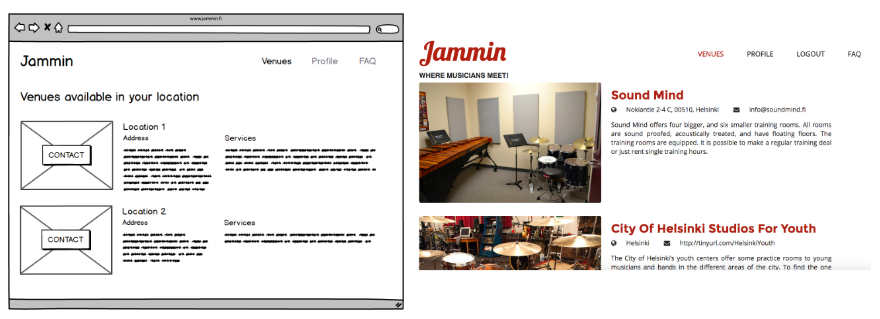 www.jammin.fi
Jammin
Venues Profile FAQ
Venues available in your location
Location 1
Address
Services
CONTACT
Location 2
Address
Services
CONTACT
Jammin
VENUES PROFILE LOGOUT FAQ
WHERE MUSICIANS MEET!
Sound Mind
Nokiantie 2-4 C, 00510, Helsinki info@soundmind.fi
Sound Mind offers four bigger, and six smaller training rooms. All rooms
are sound proofed, acoustically treated, and have floating floors. The
training rooms are equipped. It is possible to make a regular training deal
or just rent single training hours.
City Of Helsinki Studios For Youth
Helsinki http://tinyurl.com/HelsinkiYouth
The City of Helsinki's youth centers offer some practice rooms to young
musicians and bands in the different areas of the city. To find the one